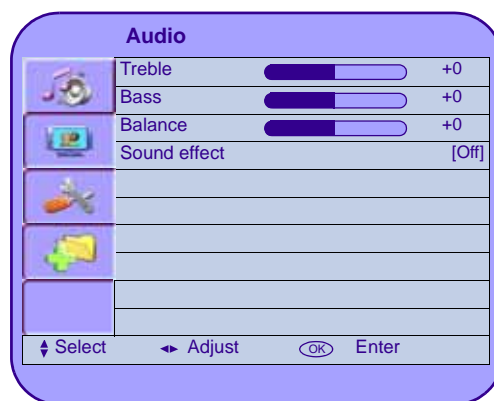 Audio
Treble +0
Bass +0
Balance +0
Sound effect [Off]
Select Adjust OK Enter